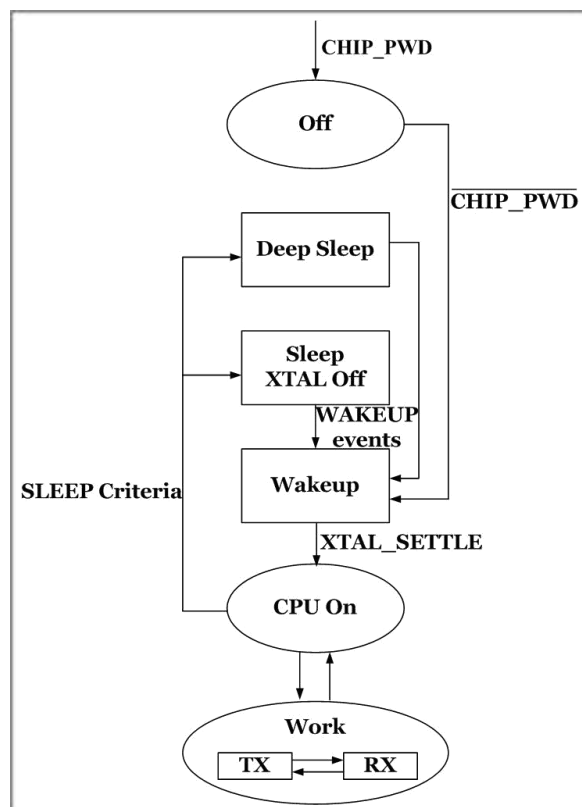 CHIP_PWD
Off
CHIP_PWD
Deep Sleep
Sleep
XTAL Off
WAKEUP
events
Wakeup
SLEEP Criteria
XTAL_SETTLE
CPU On
Work
TX
RX